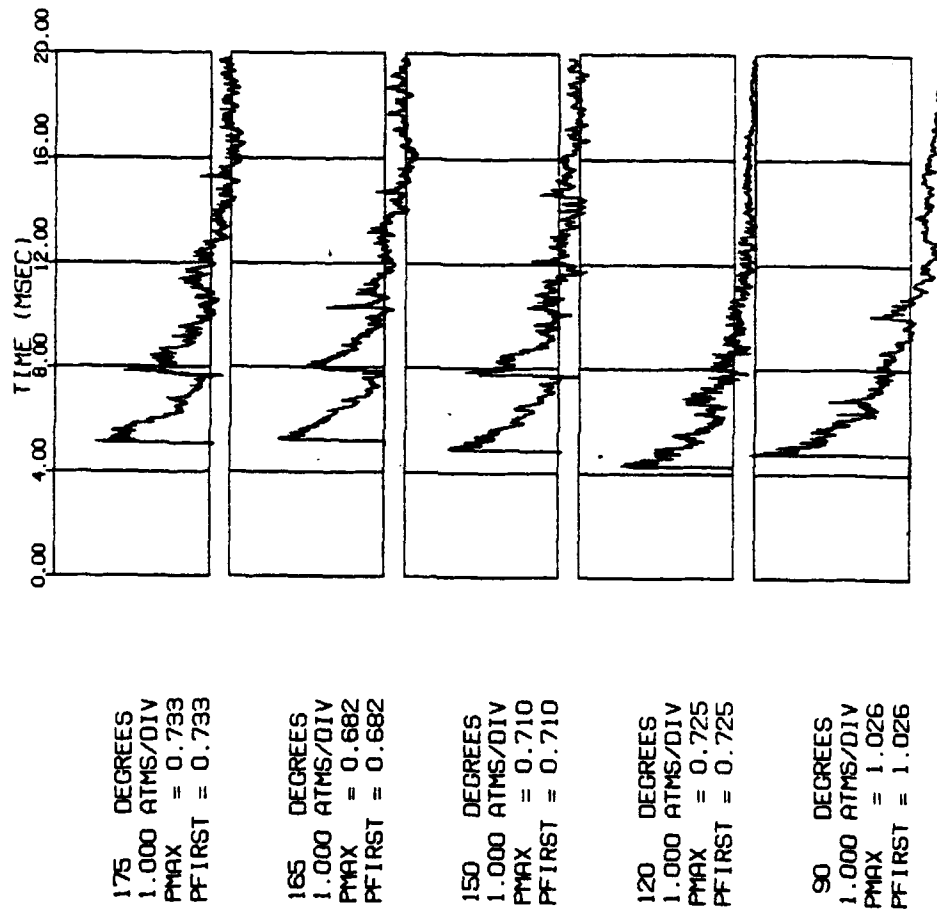 TIME (MSEC)
0.00 4.00 8.00 12.00 16.00 20.00
175 DEGREES
1.000 ATMS/DIV
PMAX = 0.733
PFIRST = 0.733
165 DEGREES
1.000 ATMS/DIV
PMAX = 0.682
PFIRST = 0.682
150 DEGREES
1.000 ATMS/DIV
PMAX = 0.710
PFIRST = 0.710
120 DEGREES
1.000 ATMS/DIV
PMAX = 0.725
PFIRST = 0.725
90 DEGREES
1.000 ATMS/DIV
PMAX = 1.026
PFIRST = 1.026